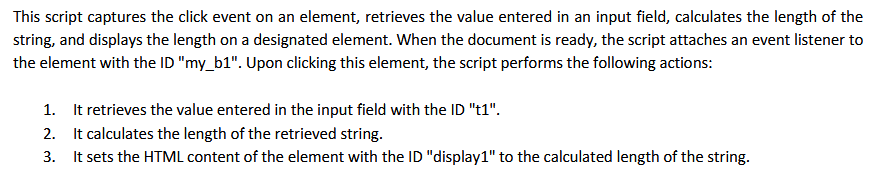 This script captures the click event on an element, retrieves the value entered in an input field, calculates the length of the
string, and displays the length on a designated element. When the document is ready, the script attaches an event listener to
the element with the ID "my_b1". Upon clicking this element, the script performs the following actions:
1. It retrieves the value entered in the input field with the ID "t1".
2. It calculates the length of the retrieved string.
3. It sets the HTML content of the element with the ID "display1" to the calculated length of the string.